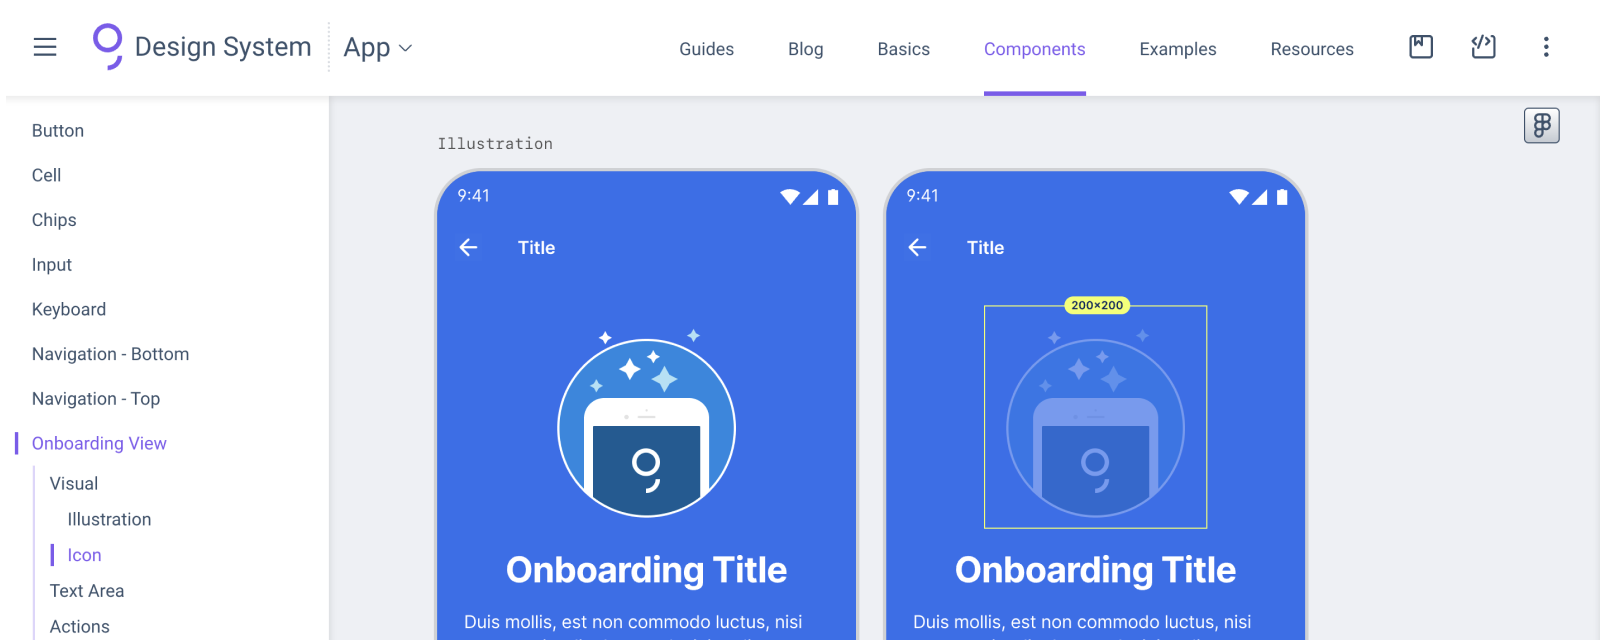 Design System
App
Guides
Blog
Basics
Components
Examples
Resources
Button
Cell
Chips
Input
Keyboard
Navigation - Bottom
Navigation - Top
Onboarding View
Visual
Illustration
Icon
Text Area
Actions
Illustration
9:41
Title
Onboarding Title
Duis mollis, est non commodo luctus, nisi
9:41
Title
200×200
Onboarding Title
Duis mollis, est non commodo luctus, nisi